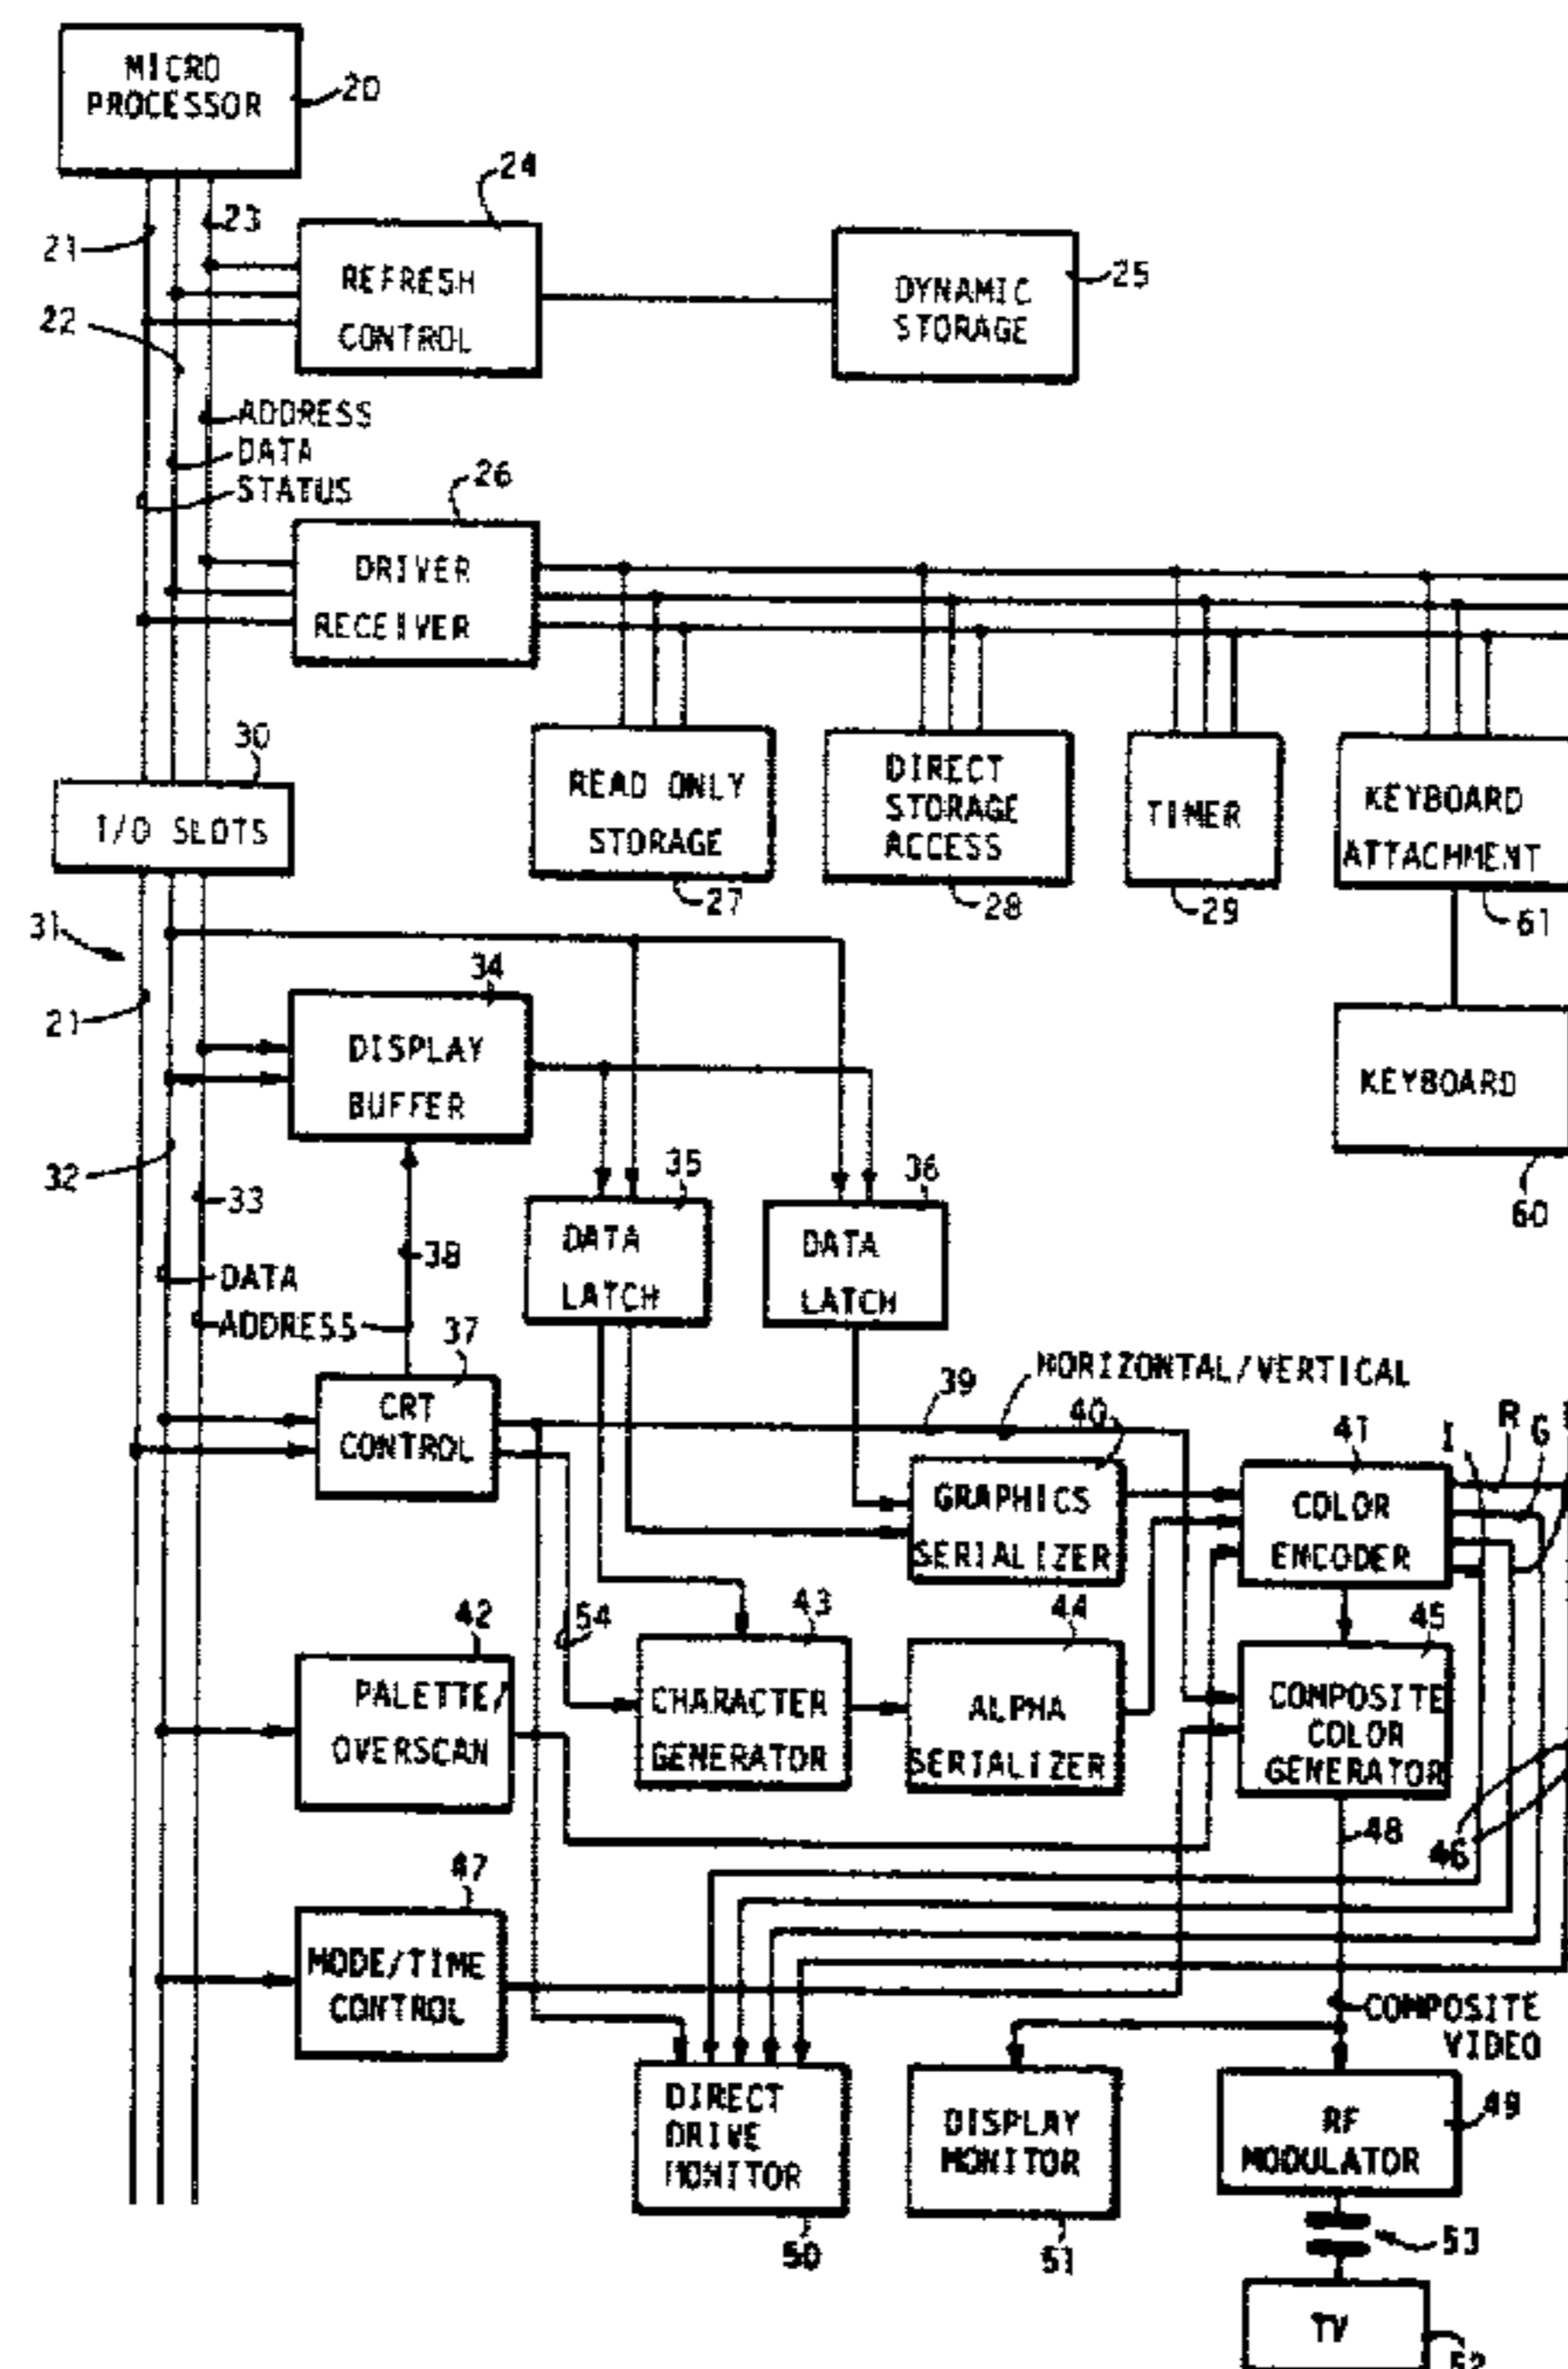 MICRO
PROCESSOR
20
24
23
21
REFRESH
CONTROL
DYNAMIC
STORAGE
25
22
ADDRESS
DATA
STATUS
26
DRIVER
RECEIVER
30
I/O SLOTS
READ ONLY
STORAGE
27
DIRECT
STORAGE
ACCESS
28
TIMER
29
KEYBOARD
ATTACHMENT
61
31
34
21
DISPLAY
BUFFER
KEYBOARD
60
32
33
35
36
38
DATA
LATCH
DATA
LATCH
DATA
ADDRESS
37
CRT
CONTROL
39
HORIZONTAL/VERTICAL
40
GRAPHICS
SERIALIZER
41
I
R
G
COLOR
ENCODER
42
54
43
44
45
PALETTE/
OVERSCAN
CHARACTER
GENERATOR
ALPHA
SERIALIZER
COMPOSITE
COLOR
GENERATOR
48
46
47
MODE/TIME
CONTROL
COMPOSITE
VIDEO
DIRECT
DRIVE
MONITOR
50
DISPLAY
MONITOR
51
RF
MODULATOR
49
53
TV
52